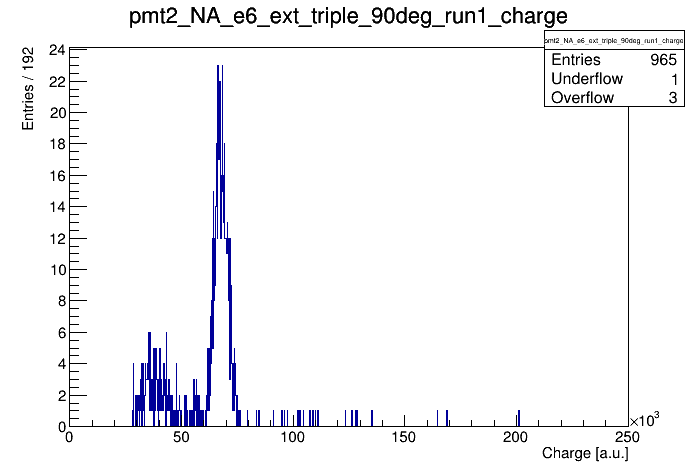 pmt2_NA_e6_ext_triple_90deg_run1_charge
pmt2_NA_e6_ext_triple_90deg_run1_charge
Entries 965
Underflow 1
Overflow 3
Entries / 192
24
22
20
18
16
14
12
10
8
6
4
2
0
0 50 100 150 200 250
×10³
Charge [a.u.]